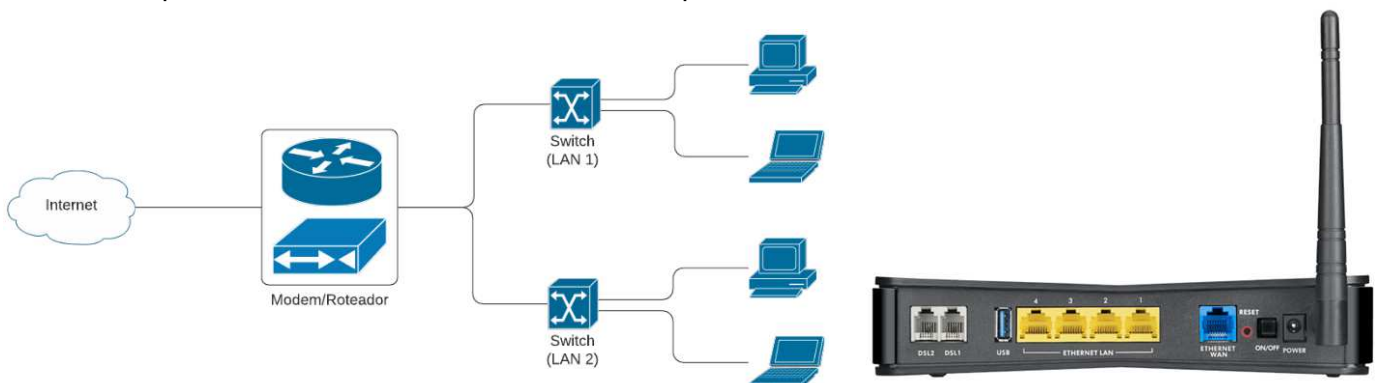 Internet
Modem/Roteador
Switch
(LAN 1)
Switch
(LAN 2)
4 3 2 1
RESET
DSL2 DSL1 USB ETHERNET LAN ETHERNET
WAN ON/OFF POWER